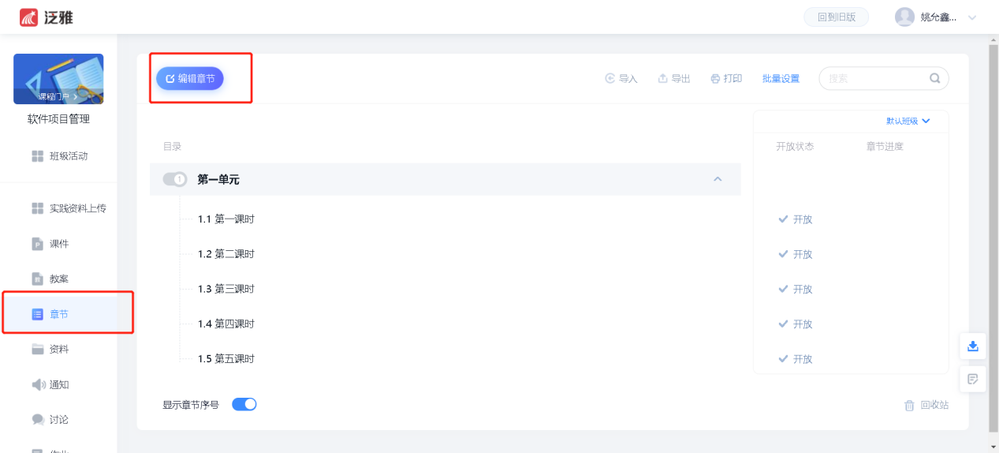 泛雅
回到旧版
姚允鑫...
课程门户
软件项目管理
班级活动
实践资料上传
课件
教案
章节
资料
通知
讨论
编辑章节
导入
导出
打印
批量设置
搜索
默认班级
目录
开放状态
章节进度
1
第一单元
1.1 第一课时
开放
1.2 第二课时
开放
1.3 第三课时
开放
1.4 第四课时
开放
1.5 第五课时
开放
显示章节序号
回收站